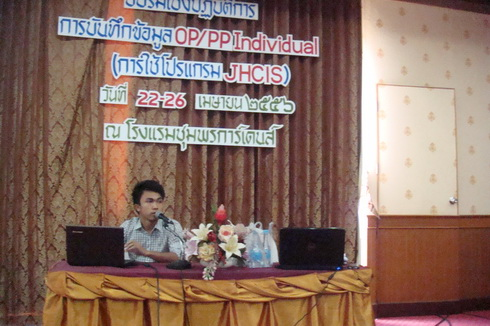 อบรมเชิงปฏิบัติการ
การบันทึกข้อมูล OP/PP Individual
(การใช้โปรแกรม JHCIS)
วันที่ 22-26 เมษายน ๒๕๕๖
ณ โรงแรมชุมพรการ์เดนส์